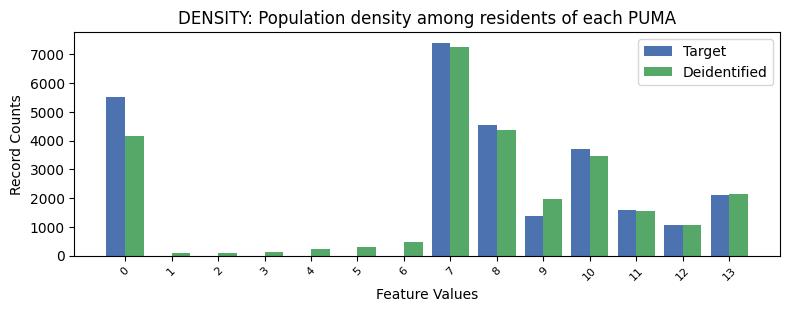 DENSITY: Population density among residents of each PUMA
Target
Deidentified
Record Counts
7000
6000
5000
4000
3000
2000
1000
0
0 1 2 3 4 5 6 7 8 9 10 11 12 13
Feature Values